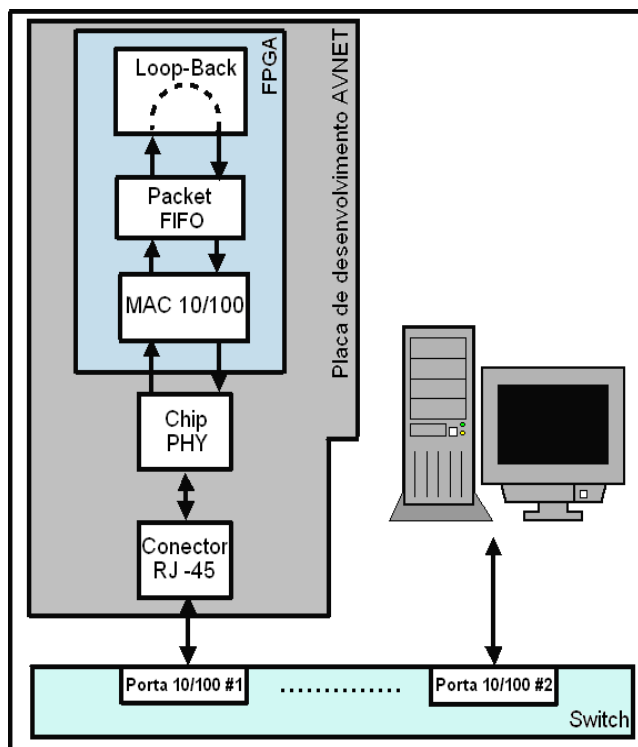 Loop-Back
FPGA
Placa de desenvolvimento AVNET
Packet
FIFO
MAC 10/100
Chip
PHY
Conector
RJ -45
Porta 10/100 #1
Porta 10/100 #2
Switch